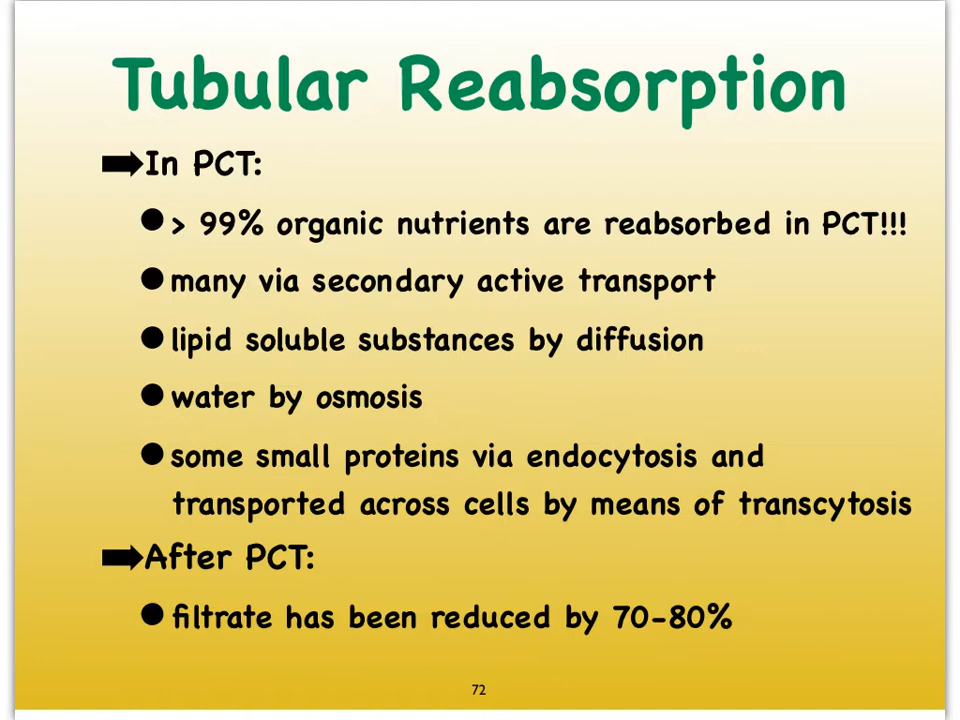 Tubular Reabsorption
In PCT:
> 99% organic nutrients are reabsorbed in PCT!!!
many via secondary active transport
lipid soluble substances by diffusion
water by osmosis
some small proteins via endocytosis and
transported across cells by means of transcytosis
After PCT:
filtrate has been reduced by 70-80%
72